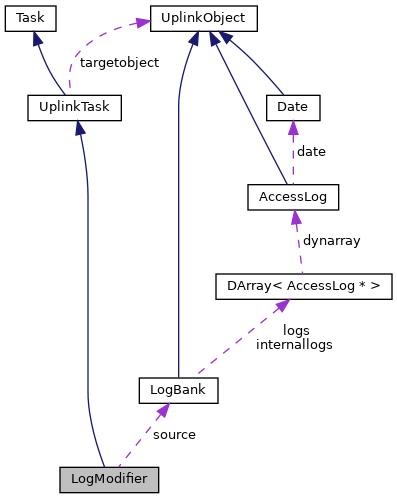 Task
UplinkObject
targetobject
UplinkTask
Date
date
AccessLog
dynarray
DArray< AccessLog * >
logs
internallogs
LogBank
source
LogModifier